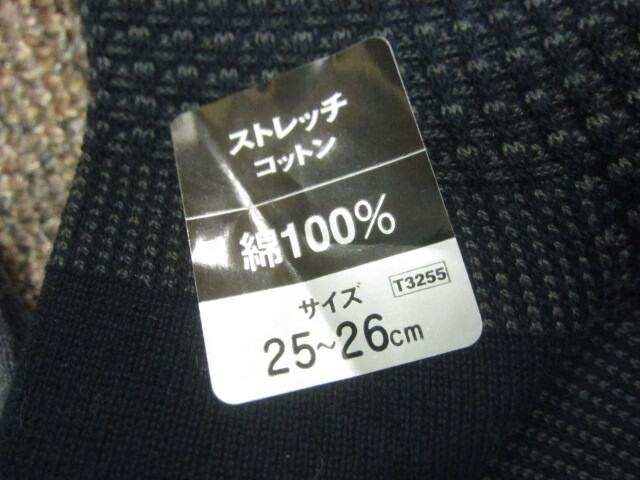 ストレッチ
コットン
綿100%
サイズ
T3255
25~26cm